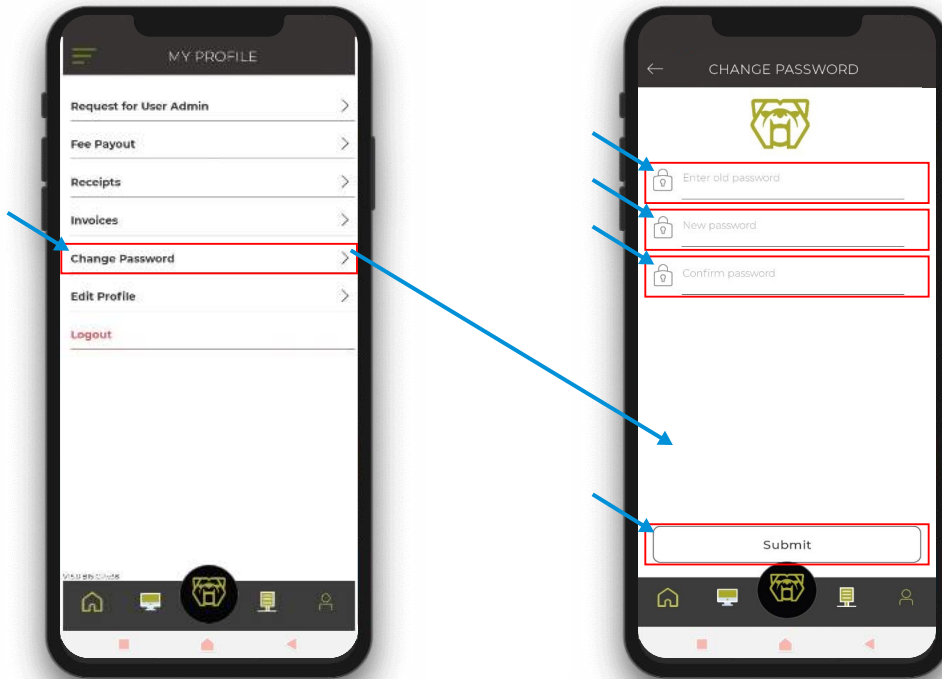 MY PROFILE
Request for User Admin
Fee Payout
Receipts
Invoices
Change Password
Edit Profile
Logout
CHANGE PASSWORD
Enter old password
New password
Confirm password
Submit